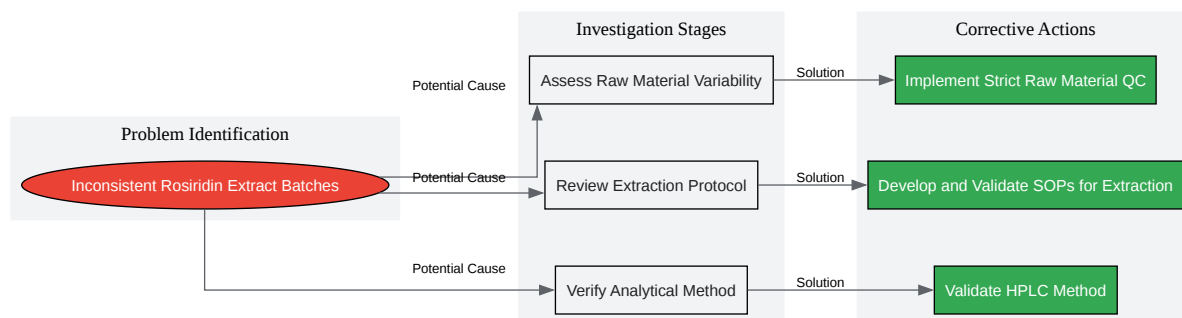 Investigation Stages
Corrective Actions
Potential Cause
Assess Raw Material Variability
Solution
Implement Strict Raw Material QC
Problem Identification
Inconsistent Rosiridin Extract Batches
Potential Cause
Review Extraction Protocol
Solution
Develop and Validate SOPs for Extraction
Potential Cause
Verify Analytical Method
Solution
Validate HPLC Method